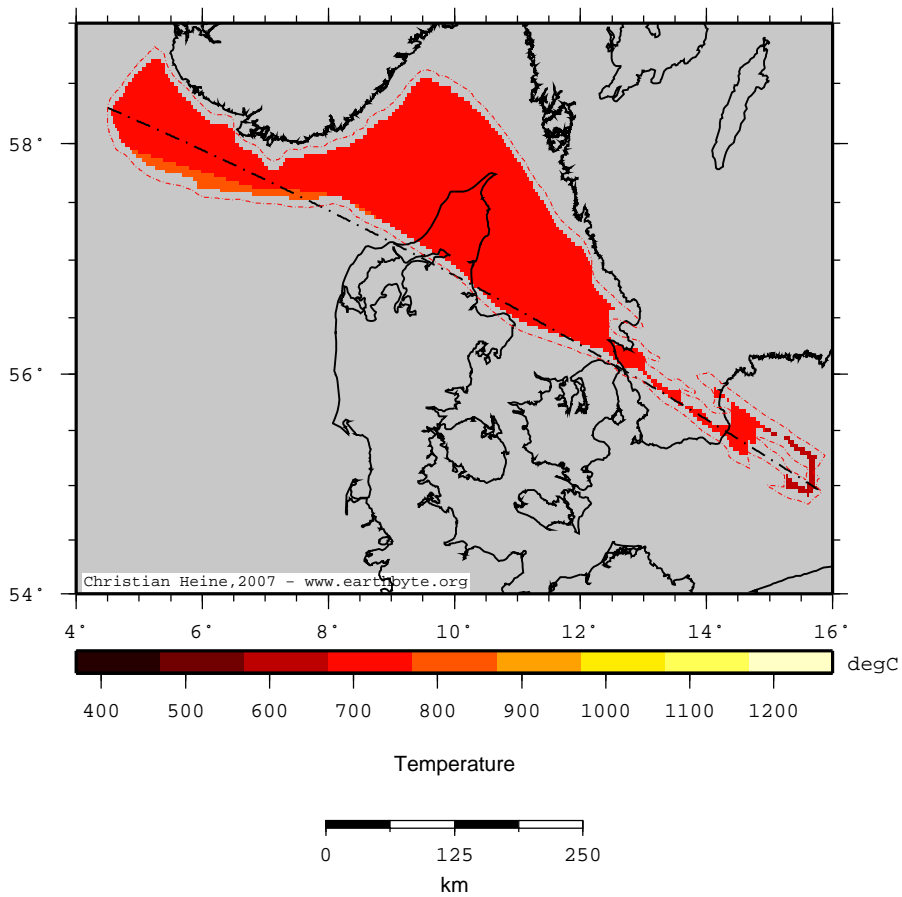 58°
56°
54°
Christian Heine,2007 - www.earthbyte.org
4° 6° 8° 10° 12° 14° 16°
degC
400 500 600 700 800 900 1000 1100 1200
Temperature
0 125 250
km